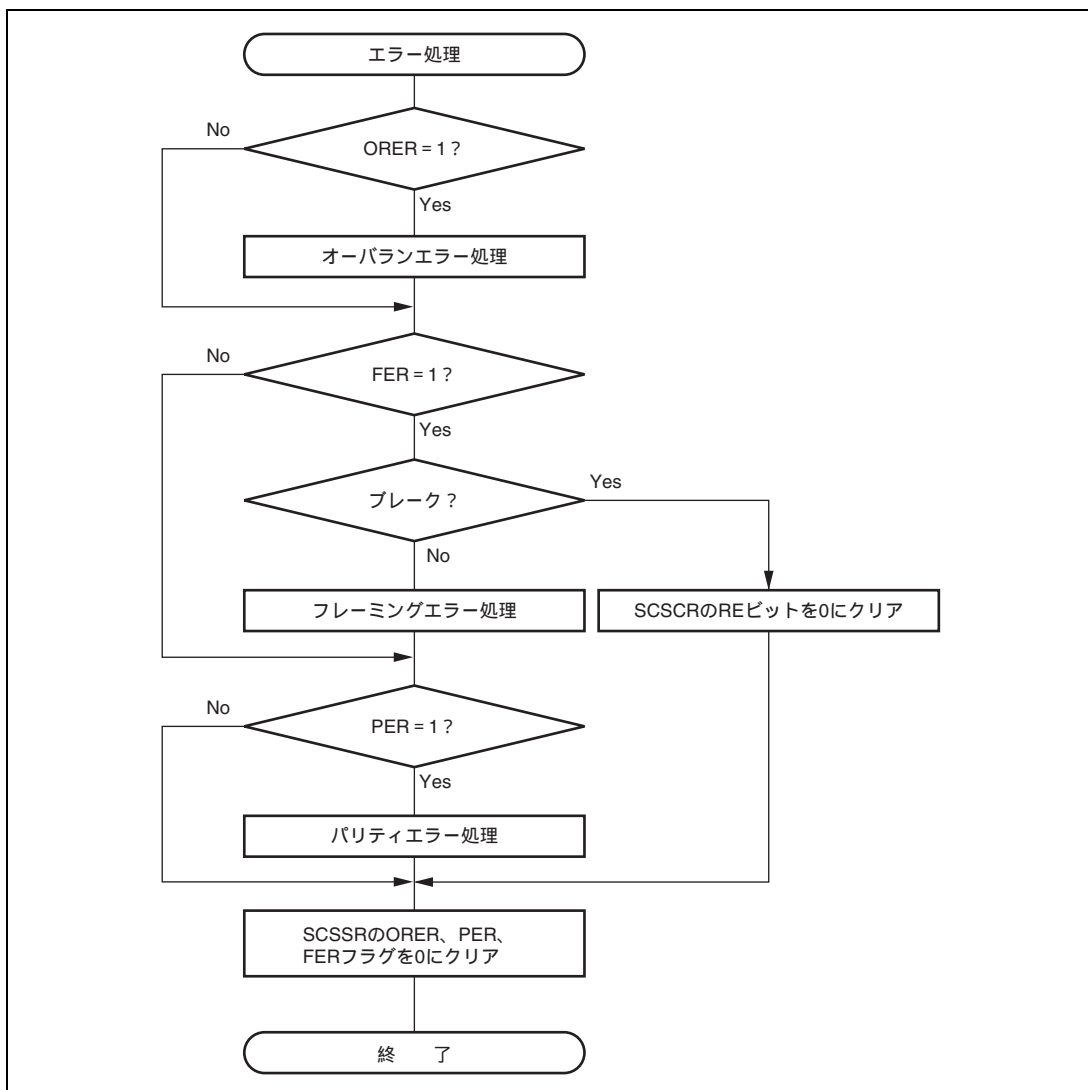 エラー処理
No
ORER = 1?
Yes
オーバランエラー処理
No
FER = 1?
Yes
ブレーク?
Yes
No
フレーミングエラー処理
SCSCRのREビットを0にクリア
No
PER = 1?
Yes
パリティエラー処理
SCSSRのORER、PER、
FERフラグを0にクリア
終 了